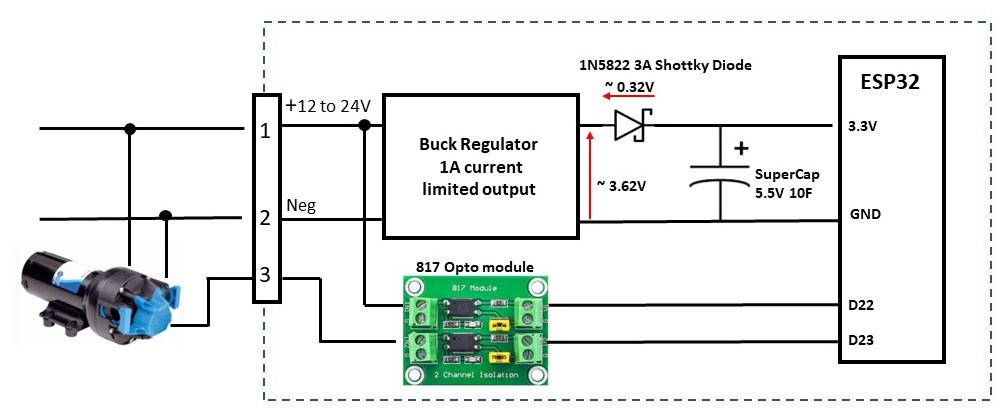 1N5822 3A Shottky Diode
~ 0.32V
ESP32
+12 to 24V
1
3.3V
Buck Regulator
1A current
limited output
+
SuperCap
5.5V 10F
~ 3.62V
Neg
2
GND
3
817 Opto module
817 Module
D22
D23
2 Channel Isolation